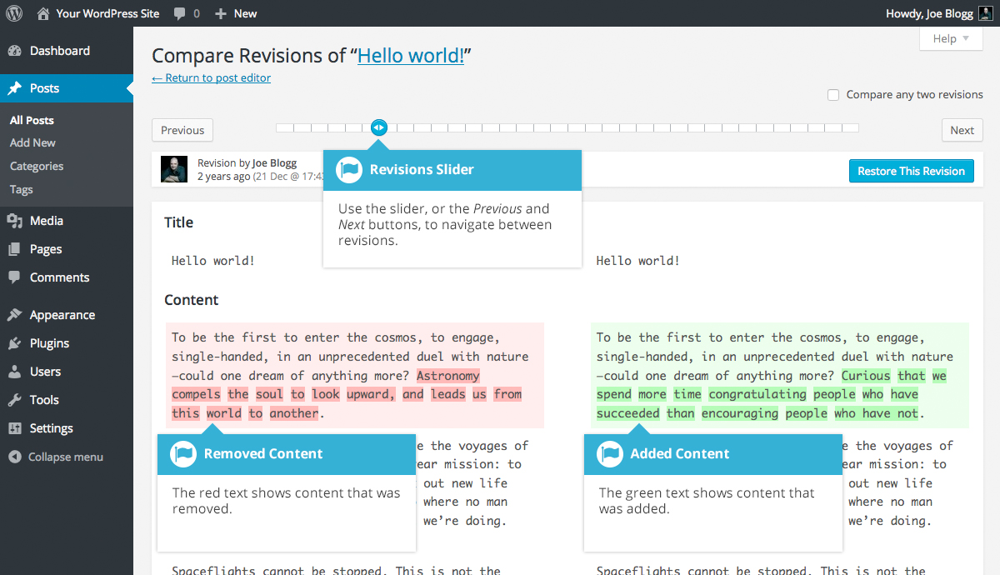 Your WordPress Site 0 New Howdy, Joe Blogg
Help
Dashboard
Posts
All Posts
Add New
Categories
Tags
Media
Pages
Comments
Appearance
Plugins
Users
Tools
Settings
Collapse menu
Compare Revisions of “Hello world!”
← Return to post editor
Compare any two revisions
Previous
Next
Revision by Joe Blogg
2 years ago (21 Dec @ 17:43
Restore This Revision
Revisions Slider
Use the slider, or the Previous and
Next buttons, to navigate between
revisions.
Title
Hello world!
Hello world!
Content
To be the first to enter the cosmos, to engage,
single-handed, in an unprecedented duel with nature
—could one dream of anything more? Astronomy
compels the soul to look upward, and leads us from
this world to another.
To be the first to enter the cosmos, to engage,
single-handed, in an unprecedented duel with nature
—could one dream of anything more? Curious that we
spend more time congratulating people who have
succeeded than encouraging people who have not.
Removed Content
The red text shows content that was
removed.
e the voyages of
ear mission: to
out new life
where no man
we’re doing.
Added Content
The green text shows content that
was added.
e the voyages of
ear mission: to
out new life
where no man
we’re doing.
Spaceflights cannot be stopped. This is not the
Spaceflights cannot be stopped. This is not the